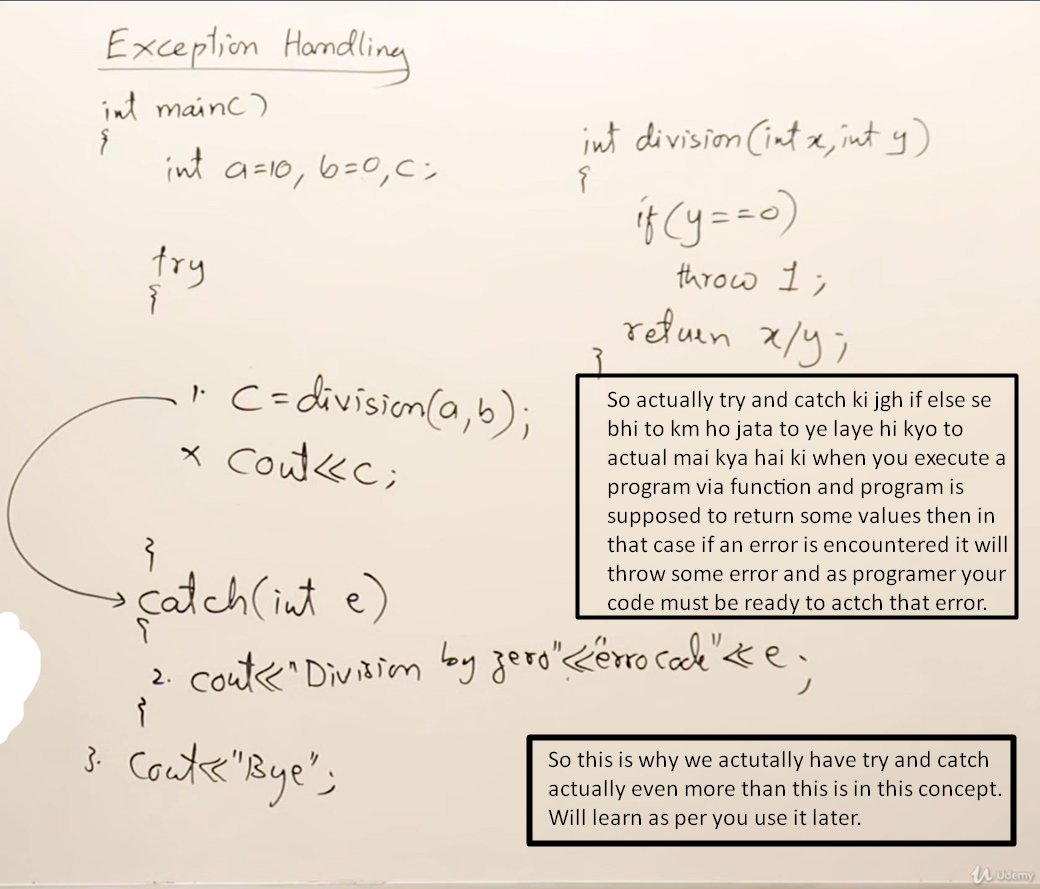 Exception Handling
int main()
{
int a=10, b=0, c;
try
{
1. C = division(a,b);
x cout<<c;
}
catch(int e)
{
2. cout<<"Division by zero"<<"erro code"<<e;
}
3. Cout<<"Bye";
int division(int x, int y)
{
if(y==0)
throw 1;
return x/y;
}
So actually try and catch ki jgh if else se
bhi to km ho jata to ye laye hi kyo to
actual mai kya hai ki when you execute a
program via function and program is
supposed to return some values then in
that case if an error is encountered it will
throw some error and as programer your
code must be ready to actch that error.
So this is why we actutally have try and catch
actually even more than this is in this concept.
Will learn as per you use it later.
Udemy